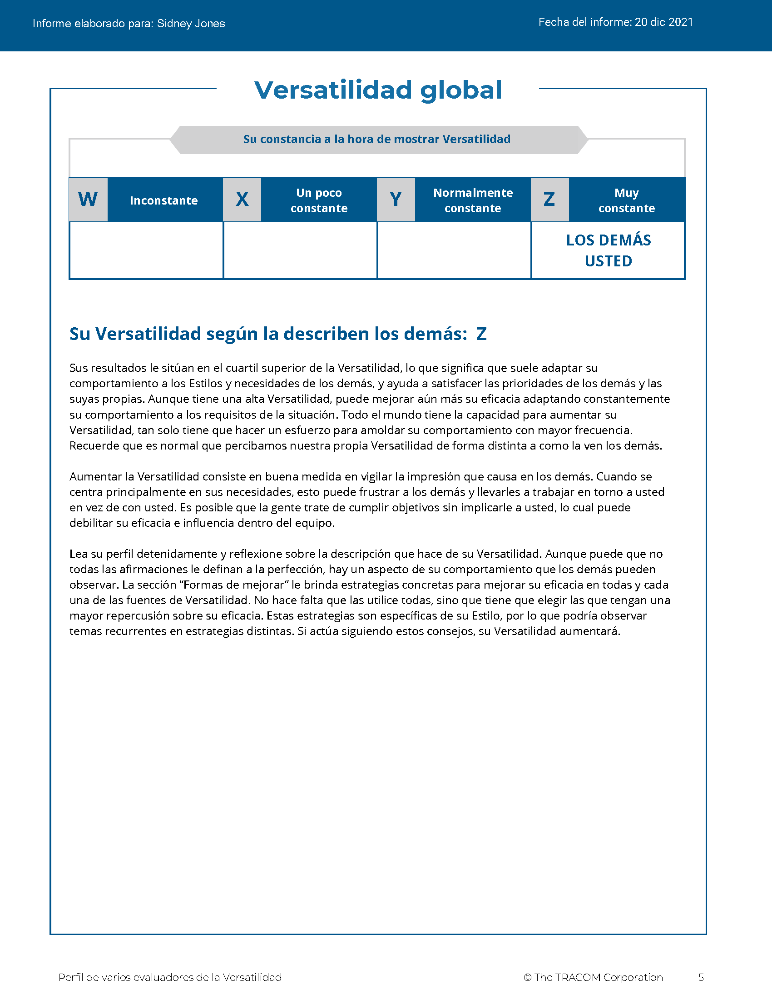 Informe elaborado para: Sidney Jones
Fecha del informe: 20 dic 2021
Versatilidad global
Su constancia a la hora de mostrar Versatilidad
W
Inconstante
X
Un poco
constante
Y
Normalmente
constante
Z
Muy
constante
LOS DEMÁS
USTED
Su Versatilidad según la describen los demás: Z
Sus resultados le sitúan en el cuartil superior de la Versatilidad, lo que significa que suele adaptar su
comportamiento a los Estilos y necesidades de los demás, y ayuda a satisfacer las prioridades de los demás y las
suyas propias. Aunque tiene una alta Versatilidad, puede mejorar aún más su eficacia adaptando constantemente
su comportamiento a los requisitos de la situación. Todo el mundo tiene la capacidad para aumentar su
Versatilidad, tan solo tiene que hacer un esfuerzo para amoldar su comportamiento con mayor frecuencia.
Recuerde que es normal que percibamos nuestra propia Versatilidad de forma distinta a como la ven los demás.
Aumentar la Versatilidad consiste en buena medida en vigilar la impresión que causa en los demás. Cuando se
centra principalmente en sus necesidades, esto puede frustrar a los demás y llevarles a trabajar en torno a usted
en vez de con usted. Es posible que la gente trate de cumplir objetivos sin implicarle a usted, lo cual puede
debilitar su eficacia e influencia dentro del equipo.
Lea su perfil detenidamente y reflexione sobre la descripción que hace de su Versatilidad. Aunque puede que no
todas las afirmaciones le definan a la perfección, hay un aspecto de su comportamiento que los demás pueden
observar. La sección “Formas de mejorar” le brinda estrategias concretas para mejorar su eficacia en todas y cada
una de las fuentes de Versatilidad. No hace falta que las utilice todas, sino que tiene que elegir las que tengan una
mayor repercusión sobre su eficacia. Estas estrategias son específicas de su Estilo, por lo que podría observar
temas recurrentes en estrategias distintas. Si actúa siguiendo estos consejos, su Versatilidad aumentará.
Perfil de varios evaluadores de la Versatilidad
© The TRACOM Corporation
5